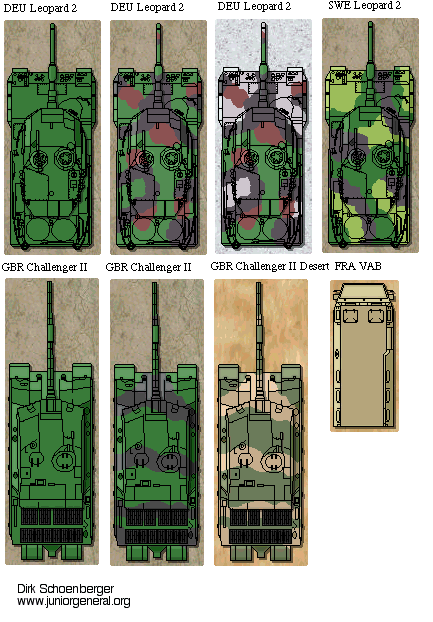 DEU Leopard 2
DEU Leopard 2
DEU Leopard 2
SWE Leopard 2
GBR Challenger II
GBR Challenger II
GBR Challenger II Desert
FRA VAB
Dirk Schoenberger
www.juniorgeneral.org